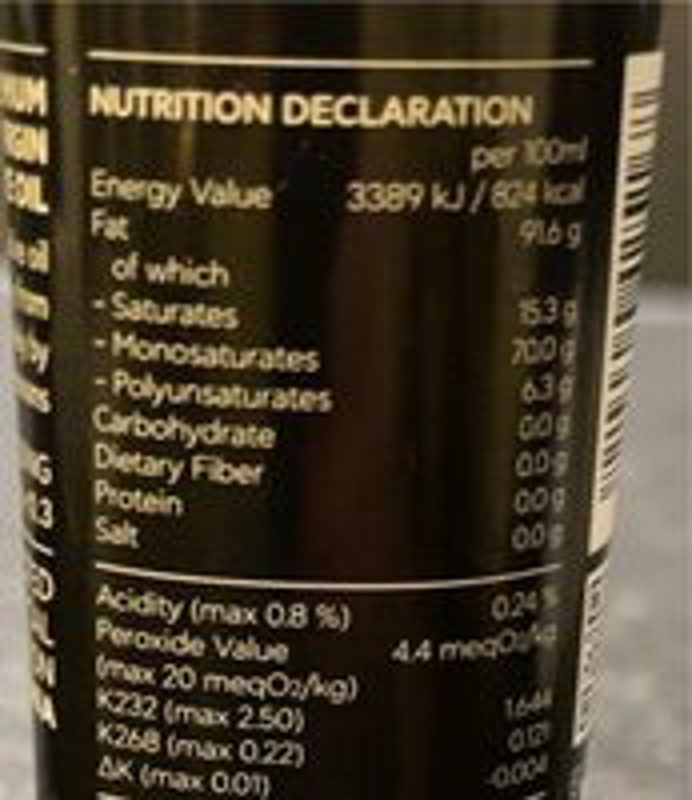 NUTRITION DECLARATION
per 100ml
Energy Value 3389 kJ / 824 kcal
Fat 91.6 g
of which
- Saturates 15.3 g
- Monosaturates 70.0 g
- Polyunsaturates 6.3 g
Carbohydrate 0.0 g
Dietary Fiber 0.0 g
Protein 0.0 g
Salt 0.0 g
Acidity (max 0.8 %) 0.24 %
Peroxide Value 4.4 meqO2/kg
(max 20 meqO2/kg)
K232 (max 2.50) 1.644
K268 (max 0.22) 0.121
ΔK (max 0.01) -0.004